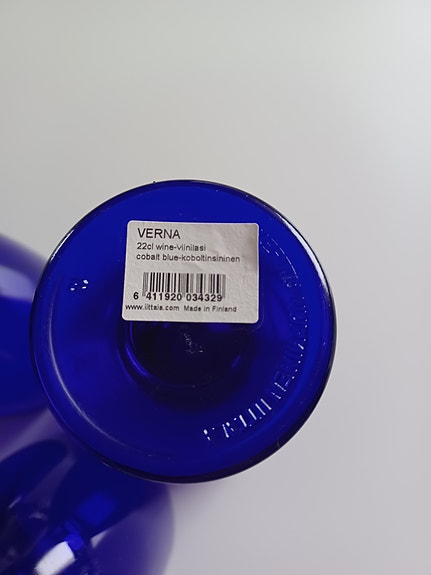 VERNA
22cl wine-viinilasi
cobalt blue-koboltinsininen
6 411920 034329
www.iittala.com Made in Finland